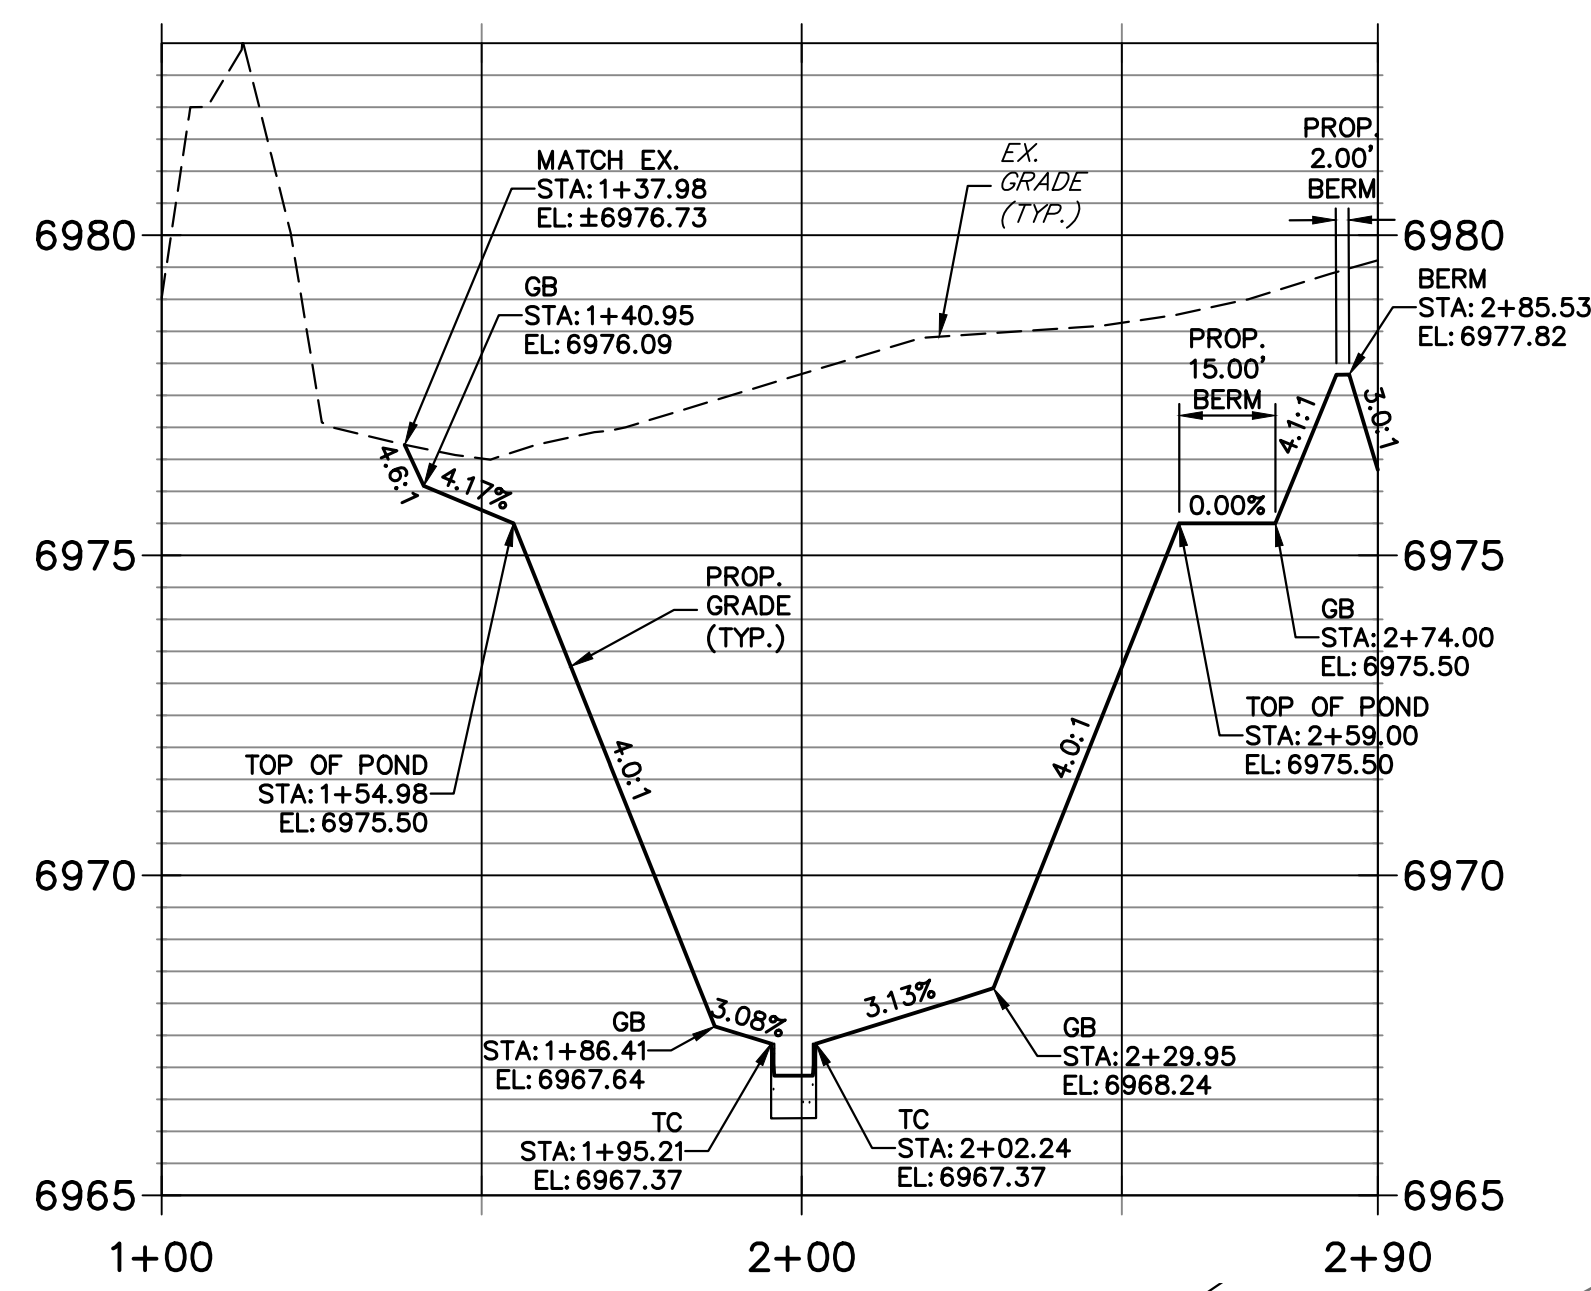 PROP.
2.00'
BERM
MATCH EX.
STA: 1+37.98
EL: ±6976.73
EX.
GRADE
(TYP.)
6980
6980
GB
STA: 1+40.95
EL: 6976.09
BERM
STA: 2+85.53
EL: 6977.82
PROP.
15.00'
BERM
4.6:1
4.17%
4.1:1
3.0:1
0.00%
6975
6975
PROP.
GRADE
(TYP.)
GB
STA: 2+74.00
EL: 6975.50
TOP OF POND
STA: 2+59.00
EL: 6975.50
TOP OF POND
STA: 1+54.98
EL: 6975.50
4.0:1
4.0:1
6970
6970
3.08%
3.13%
GB
STA: 1+86.41
EL: 6967.64
GB
STA: 2+29.95
EL: 6968.24
TC
STA: 1+95.21
EL: 6967.37
TC
STA: 2+02.24
EL: 6967.37
6965
6965
1+00
2+00
2+90